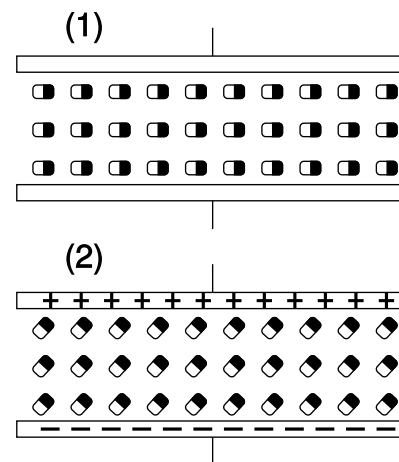 (1)
(2)
+ + + + + + + + + + + +
− − − − − − − − − − − −